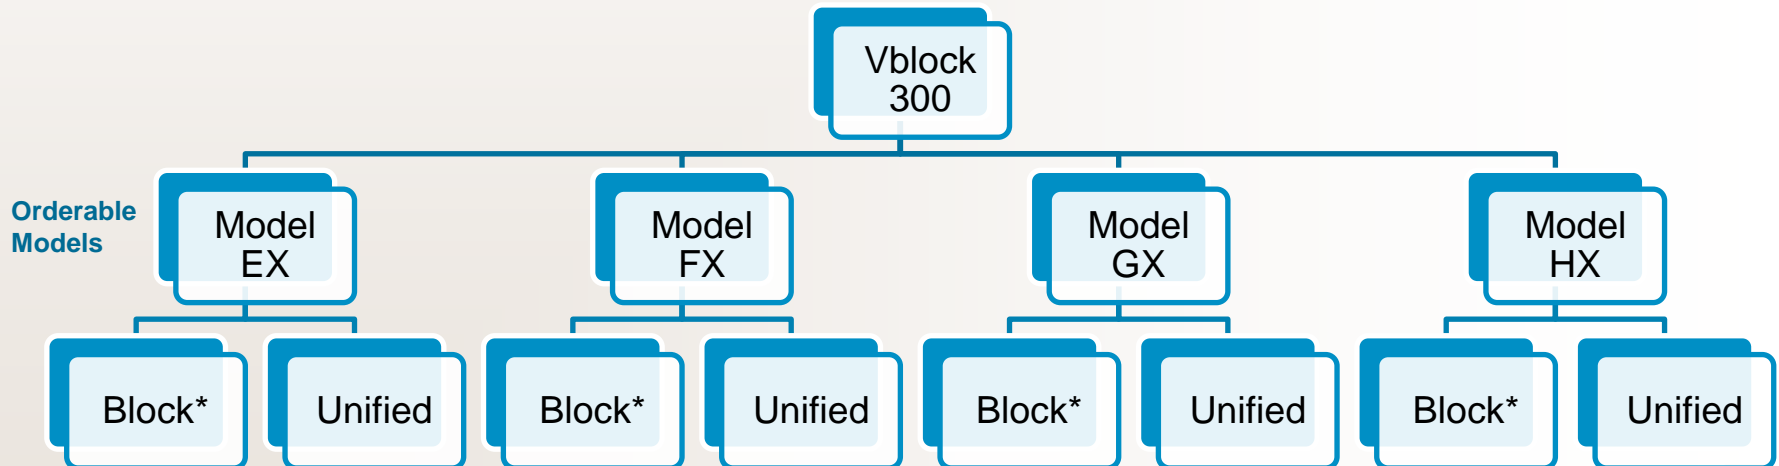 Vblock
300
Orderable
Models
Model
EX
Model
FX
Model
GX
Model
HX
Block*
Unified
Block*
Unified
Block*
Unified
Block*
Unified